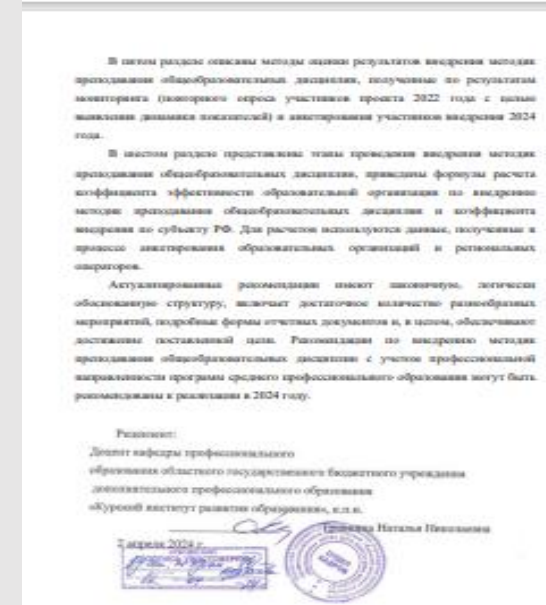 В пятом разделе описаны методы оценки результатов внедрения методик
преподавания общеобразовательных дисциплин, полученные по результатам
мониторинга (повторного опроса участников проекта 2022 года с целью
выявления динамики показателей) и анкетирования участников внедрения 2024
года.
В шестом разделе представлены этапы проведения внедрения методик
преподавания общеобразовательных дисциплин, приведены формулы расчета
коэффициента эффективности образовательной организации по внедрению
методик преподавания общеобразовательных дисциплин и коэффициента
внедрения по субъекту РФ. Для расчетов используются данные, полученные в
процессе анкетирования образовательных организаций и региональных
операторов.
Актуализированные рекомендации имеют лаконичную, логически
обоснованную структуру, включает достаточное количество разнообразных
мероприятий, подробные формы отчетных документов и, в целом, обеспечивают
достижение поставленной цели. Рекомендации по внедрению методик
преподавания общеобразовательных дисциплин с учетом профессиональной
направленности программ среднего профессионального образования могут быть
рекомендованы к реализации в 2024 году.
Рецензент:
Доцент кафедры профессионального
образования областного государственного бюджетного учреждения
дополнительного профессионального образования
«Курский институт развития образования», к.п.н.
Наталья Николаевна
2 апреля 2024 г.